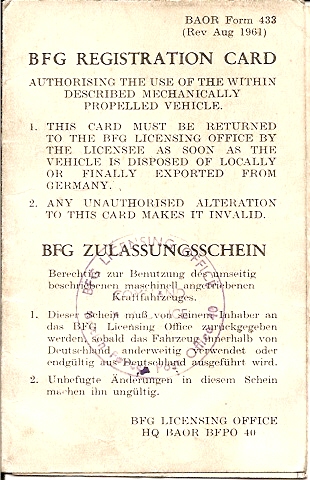 BAOR Form 433
(Rev Aug 1961)
BFG REGISTRATION CARD
AUTHORISING THE USE OF THE WITHIN
DESCRIBED MECHANICALLY
PROPELLED VEHICLE.
1. THIS CARD MUST BE RETURNED
TO THE BFG LICENSING OFFICE BY
THE LICENSEE AS SOON AS THE
VEHICLE IS DISPOSED OF LOCALLY
OR FINALLY EXPORTED FROM
GERMANY.
2. ANY UNAUTHORISED ALTERATION
TO THIS CARD MAKES IT INVALID.
BFG ZULASSUNGSSCHEIN
Berechtigt zur Benutzung des umseitig
beschriebenen maschinell angetriebenen
Kraftfahrzeuges.
1. Dieser Schein muß von seinem Inhaber an
das BFG Licensing Office zurückgegeben
werden, sobald das Fahrzeug innerhalb von
Deutschland anderweitig verwendet oder
endgültig aus Deutschland ausgeführt wird.
2. Unbefugte Änderungen in diesem Schein
machen ihn ungültig.
BFG LICENSING OFFICE
HQ BAOR BFPO 40
BFG LICENSING OFFICE